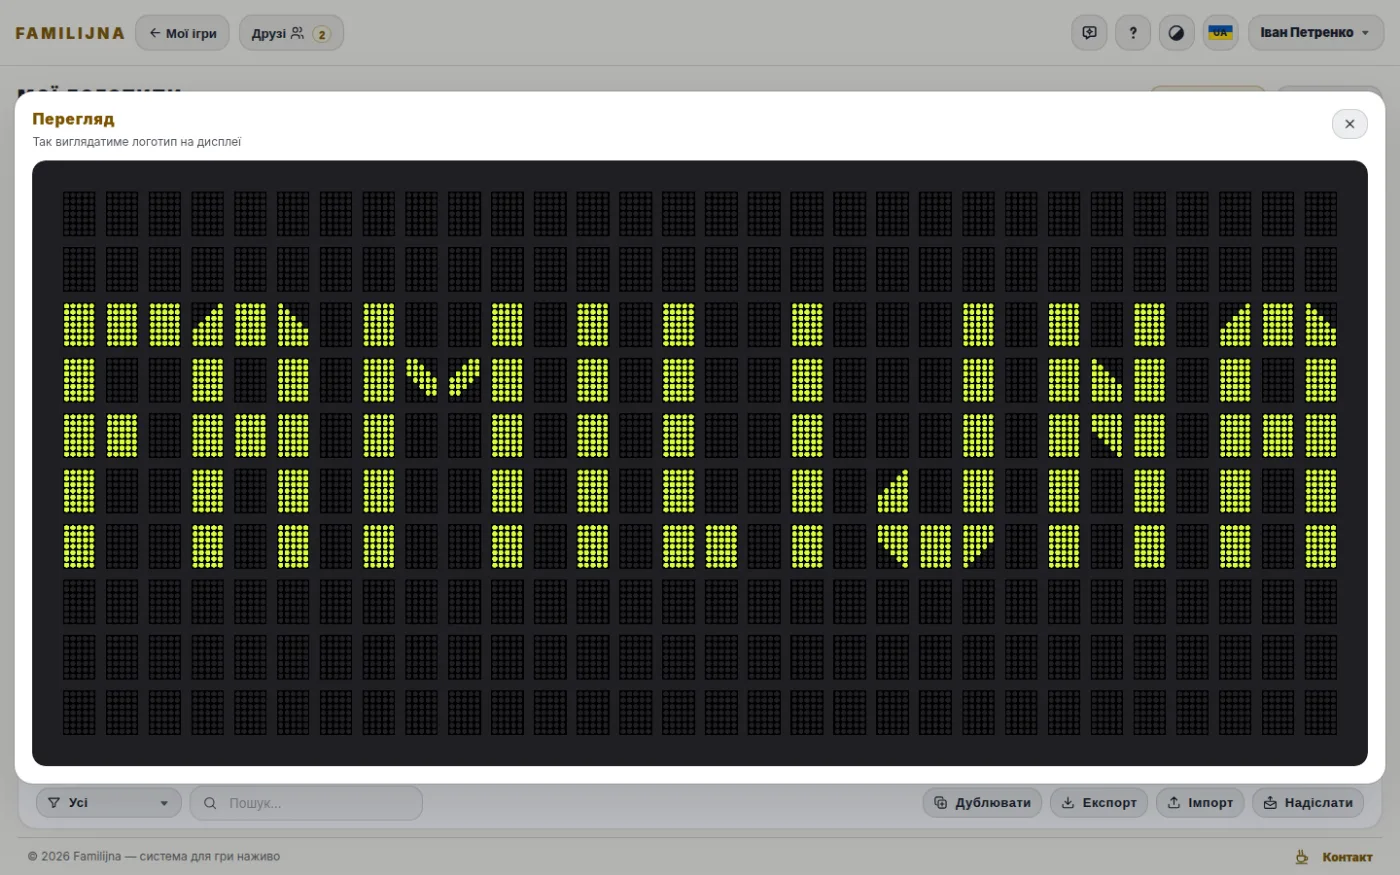 FAMILIJNA
← Мої ігри
Друзі 2
?
UA
Іван Петренко
Перегляд
Так виглядатиме логотип на дисплеї
FAMILIJNA
Усі
Пошук...
Дублювати
Експорт
Імпорт
Надіслати
© 2026 Familijna — система для гри наживо
Контакт